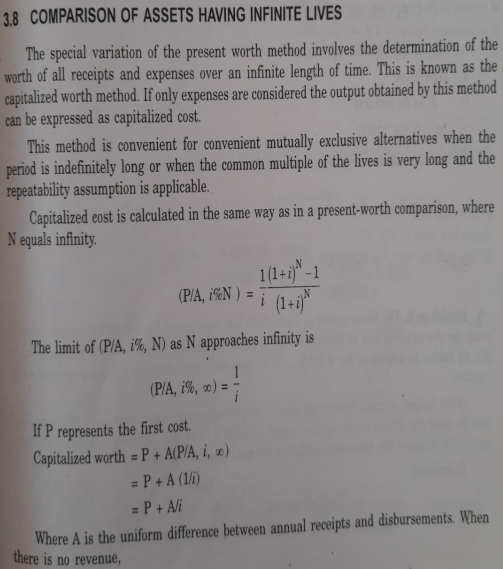 3.8 COMPARISON OF ASSETS HAVING INFINITE LIVES
The special variation of the present worth method involves the determination of the
worth of all receipts and expenses over an infinite length of time. This is known as the
capitalized worth method. If only expenses are considered the output obtained by this method
can be expressed as capitalized cost.
This method is convenient for convenient mutually exclusive alternatives when the
period is indefinitely long or when the common multiple of the lives is very long and the
repeatability assumption is applicable.
Capitalized cost is calculated in the same way as in a present-worth comparison, where
N equals infinity.
(P/A, i%N ) = 1/i ((1+i)^N -1)/((1+i)^N)
The limit of (P/A, i%, N) as N approaches infinity is
(P/A, i%, ∞) = 1/i
If P represents the first cost.
Capitalized worth = P + A(P/A, i, ∞)
= P + A (1/i)
= P + A/i
Where A is the uniform difference between annual receipts and disbursements. When
there is no revenue,